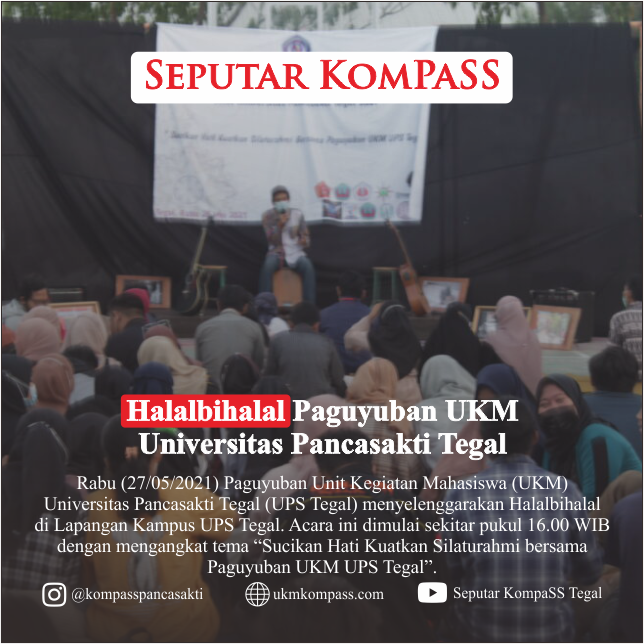 SEPUTAR KOMPASS
" Sucikan Hati Kuatkan Silaturahmi Bersama Paguyuban UKM UPS Tegal
2021
Halalbihalal Paguyuban UKM
Universitas Pancasakti Tegal
Rabu (27/05/2021) Paguyuban Unit Kegiatan Mahasiswa (UKM)
Universitas Pancasakti Tegal (UPS Tegal) menyelenggarakan Halalbihalal
di Lapangan Kampus UPS Tegal. Acara ini dimulai sekitar pukul 16.00 WIB
dengan mengangkat tema “Sucikan Hati Kuatkan Silaturahmi bersama
Paguyuban UKM UPS Tegal”.
@kompasspancasakti
ukmkompass.com
Seputar KompaSS Tegal